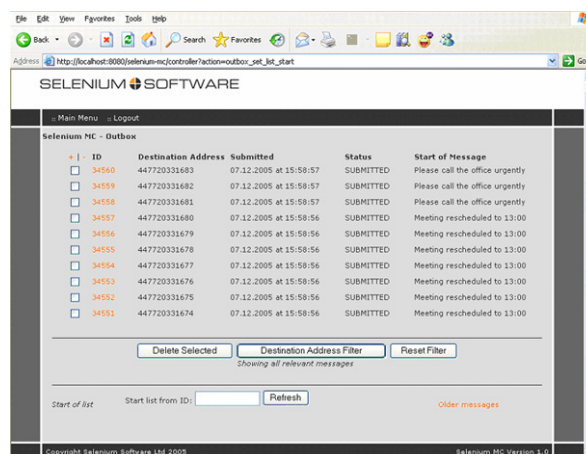 File Edit View Favorites Tools Help
Back Search Favorites
Address http://localhost:8080/selenium-mc/controller?action=outbox_set_list_start Go
SELENIUM SOFTWARE
:: Main Menu :: Logout
Selenium MC - Outbox
+ | - ID Destination Address Submitted Status Start of Message
34560 447720331683 07.12.2005 at 15:58:57 SUBMITTED Please call the office urgently
34559 447720331682 07.12.2005 at 15:58:57 SUBMITTED Please call the office urgently
34558 447720331681 07.12.2005 at 15:58:57 SUBMITTED Please call the office urgently
34557 447720331680 07.12.2005 at 15:58:56 SUBMITTED Meeting rescheduled to 13:00
34556 447720331679 07.12.2005 at 15:58:56 SUBMITTED Meeting rescheduled to 13:00
34555 447720331678 07.12.2005 at 15:58:56 SUBMITTED Meeting rescheduled to 13:00
34554 447720331677 07.12.2005 at 15:58:56 SUBMITTED Meeting rescheduled to 13:00
34553 447720331676 07.12.2005 at 15:58:56 SUBMITTED Meeting rescheduled to 13:00
34552 447720331675 07.12.2005 at 15:58:56 SUBMITTED Meeting rescheduled to 13:00
34551 447720331674 07.12.2005 at 15:58:56 SUBMITTED Meeting rescheduled to 13:00
Delete Selected Destination Address Filter Reset Filter
Showing all relevant messages
Start of list Start list from ID: Refresh Older messages
Copyright Selenium Software Ltd 2005 Selenium MC Version 1.0